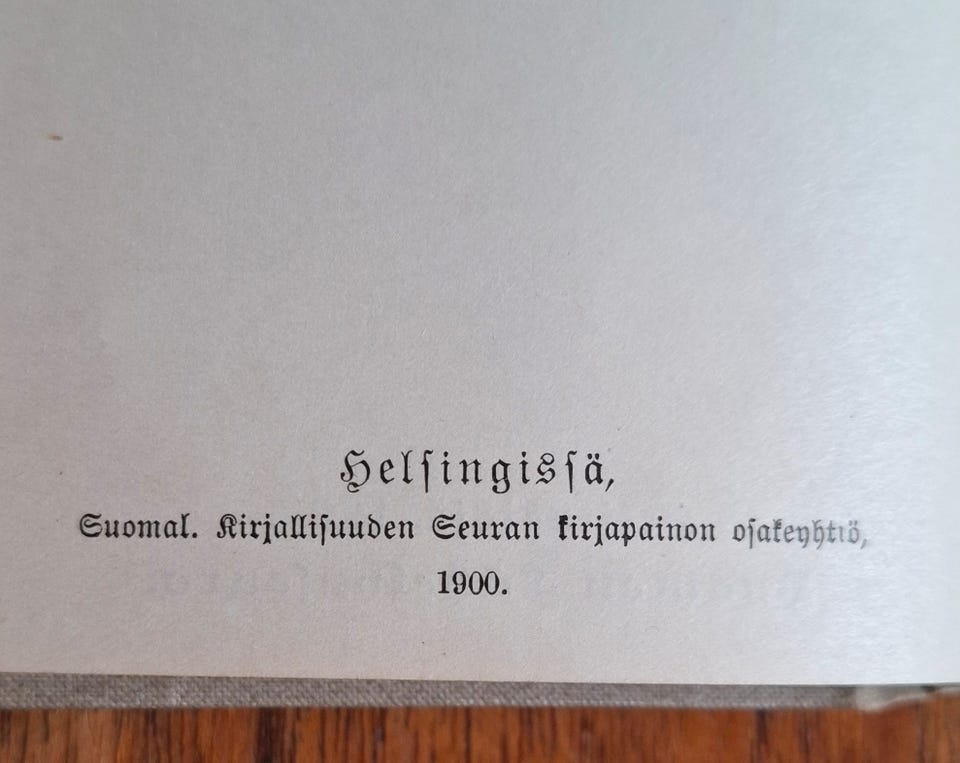 Helsingissä,
Suomal. Kirjallisuuden Seuran kirjapainon osakeyhtiö,
1900.